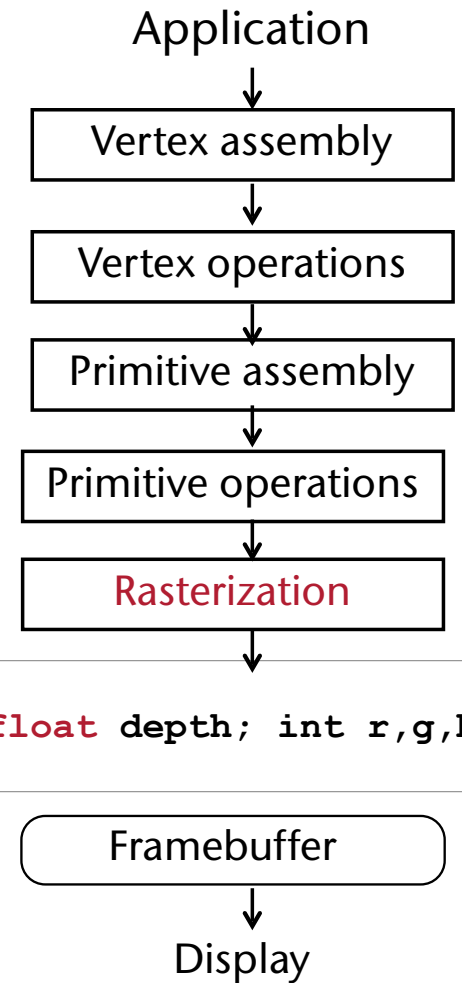 Application
Vertex assembly
Vertex operations
Primitive assembly
Primitive operations
Rasterization
float depth; int r,g,
Framebuffer
Display